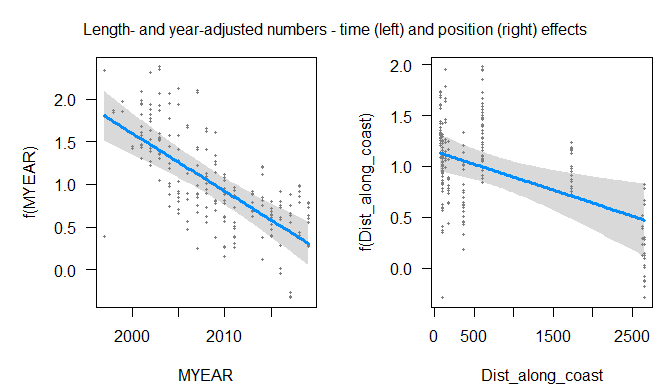 Length- and year-adjusted numbers - time (left) and position (right) effects
f(MYEAR)
2.0
1.5
1.0
0.5
0.0
2000 2010
MYEAR
f(Dist_along_coast)
2.0
1.5
1.0
0.5
0.0
0 500 1500 2500
Dist_along_coast